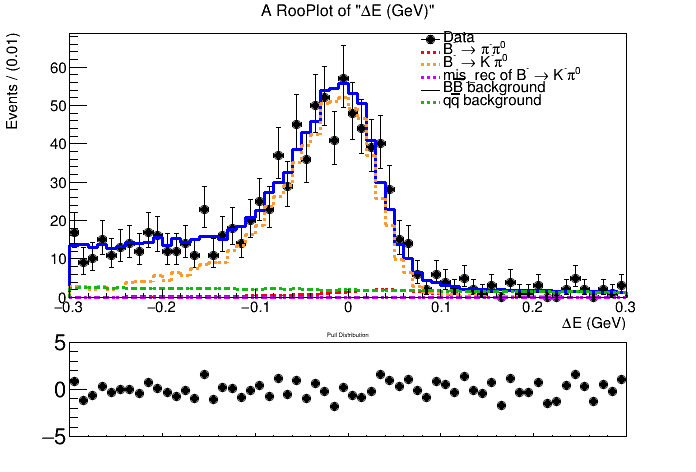 A RooPlot of "ΔE (GeV)"
Events / (0.01)
60
50
40
30
20
10
0
Data
B⁻ → π⁻π⁰
B⁻ → K⁻π⁰
mis_rec of B⁻ → K⁻π⁰
BB̅ background
qq̅ background
−0.3 −0.2 −0.1 0 0.1 0.2 0.3
ΔE (GeV)
Pull Distribution
5
0
−5